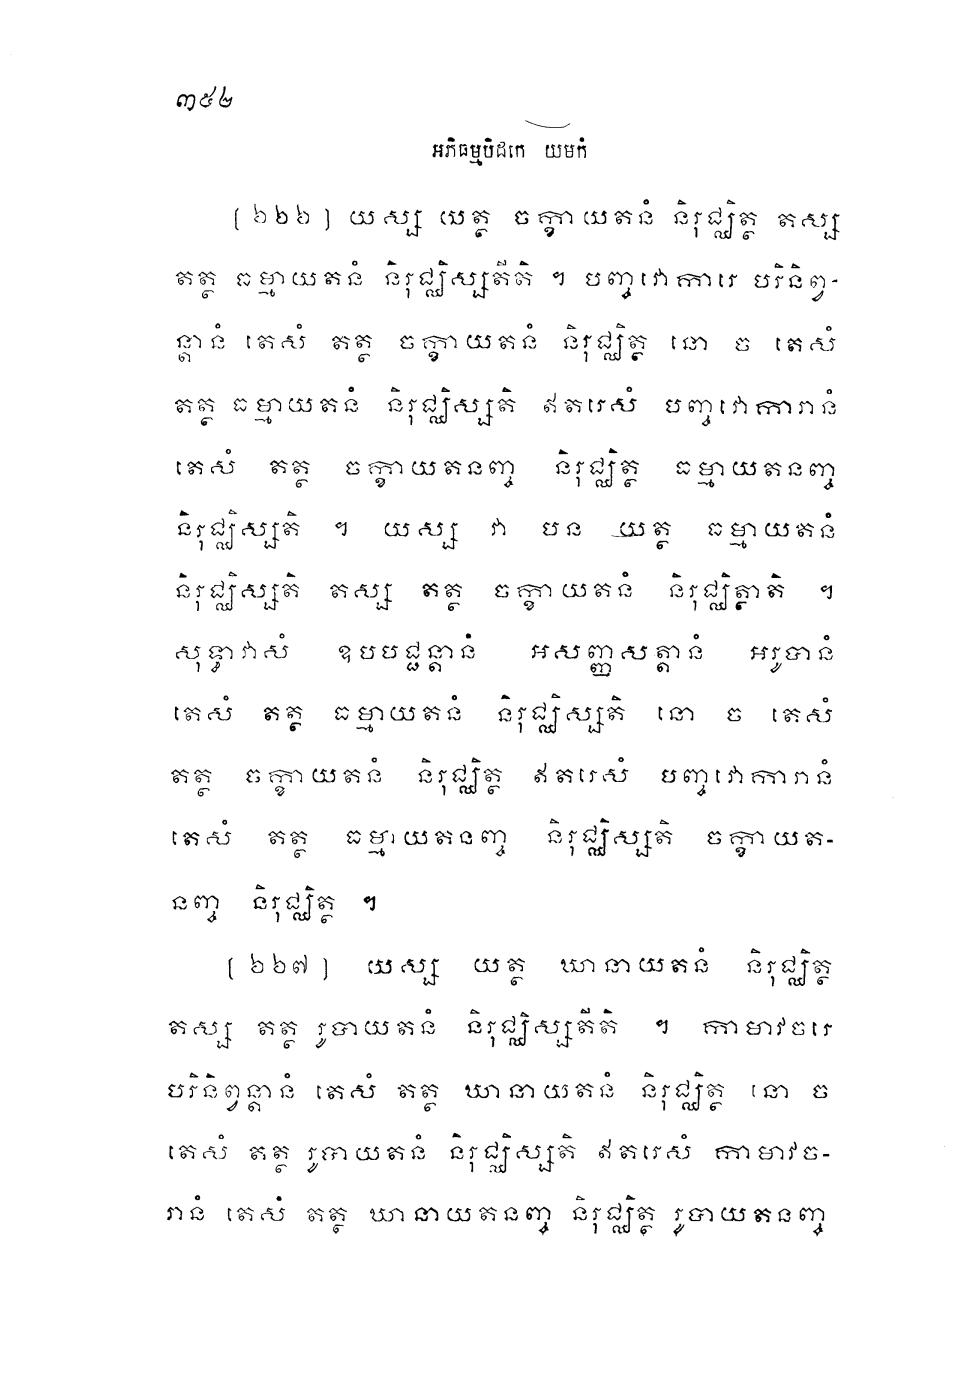 ៣៥២
អភិធម្មបិដកេ យមកំ
(៦២៦) យស្ស យត្ថ ចក្ខាយតនំ និរុជ្ឈិត្ថ តស្ស
តត្ថ ធម្មាយតនំ និរុជ្ឈិស្សតីតិ ។ បញ្ចវោការេ បរិនិព្វ-
ន្តានំ តេសំ តត្ថ ចក្ខាយតនំ និរុជ្ឈិត្ថ នោ ច តេសំ
តត្ថ ធម្មាយតនំ និរុជ្ឈិស្សតិ ឥតរេសំ បញ្ចវោការានំ
តេសំ តត្ថ ចក្ខាយតនញ្ច និរុជ្ឈិត្ថ ធម្មាយតនញ្ច
និរុជ្ឈិស្សតិ ។ យស្ស វា បន យត្ថ ធម្មាយតនំ
និរុជ្ឈិស្សតិ តស្ស តត្ថ ចក្ខាយតនំ និរុជ្ឈិត្ថាតិ ។
សុទ្ធាវាសំ ឧបបជ្ជន្តានំ អសញ្ញសត្តានំ អរូបានំ
តេសំ តត្ថ ធម្មាយតនំ និរុជ្ឈិស្សតិ នោ ច តេសំ
តត្ថ ចក្ខាយតនំ និរុជ្ឈិត្ថ ឥតរេសំ បញ្ចវោការានំ
តេសំ តត្ថ ធម្មាយតនញ្ច និរុជ្ឈិស្សតិ ចក្ខាយត-
នញ្ច និរុជ្ឈិត្ថ ។
(៦២៧) យស្ស យត្ថ ឃានាយតនំ និរុជ្ឈិត្ថ
តស្ស តត្ថ រូបាយតនំ និរុជ្ឈិស្សតីតិ ។ កាមាវចរេ
បរិនិព្វន្តានំ តេសំ តត្ថ ឃានាយតនំ និរុជ្ឈិត្ថ នោ ច
តេសំ តត្ថ រូបាយតនំ និរុជ្ឈិស្សតិ ឥតរេសំ កាមាវច-
រានំ តេសំ តត្ថ ឃានាយតនញ្ច និរុជ្ឈិត្ថ រូបាយតនញ្ច